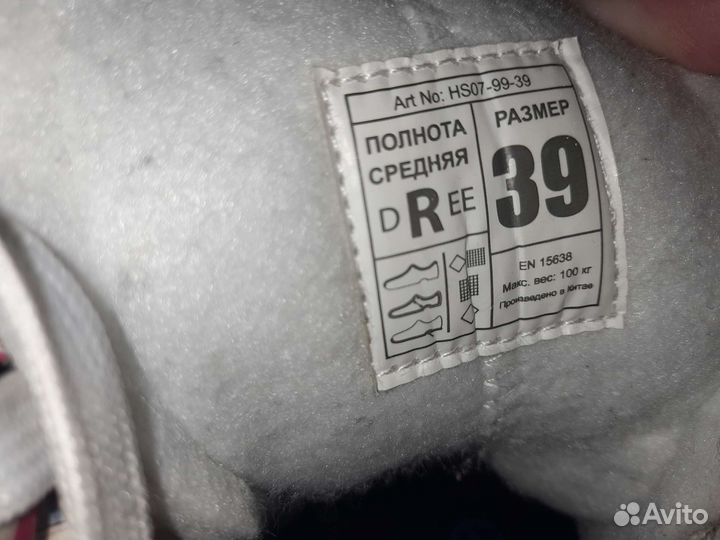 Art No: HS07-99-39
ПОЛНОТА
СРЕДНЯЯ
D R EE
РАЗМЕР
39
EN 15638
Макс. вес: 100 кг
Произведено в Китае
Avito